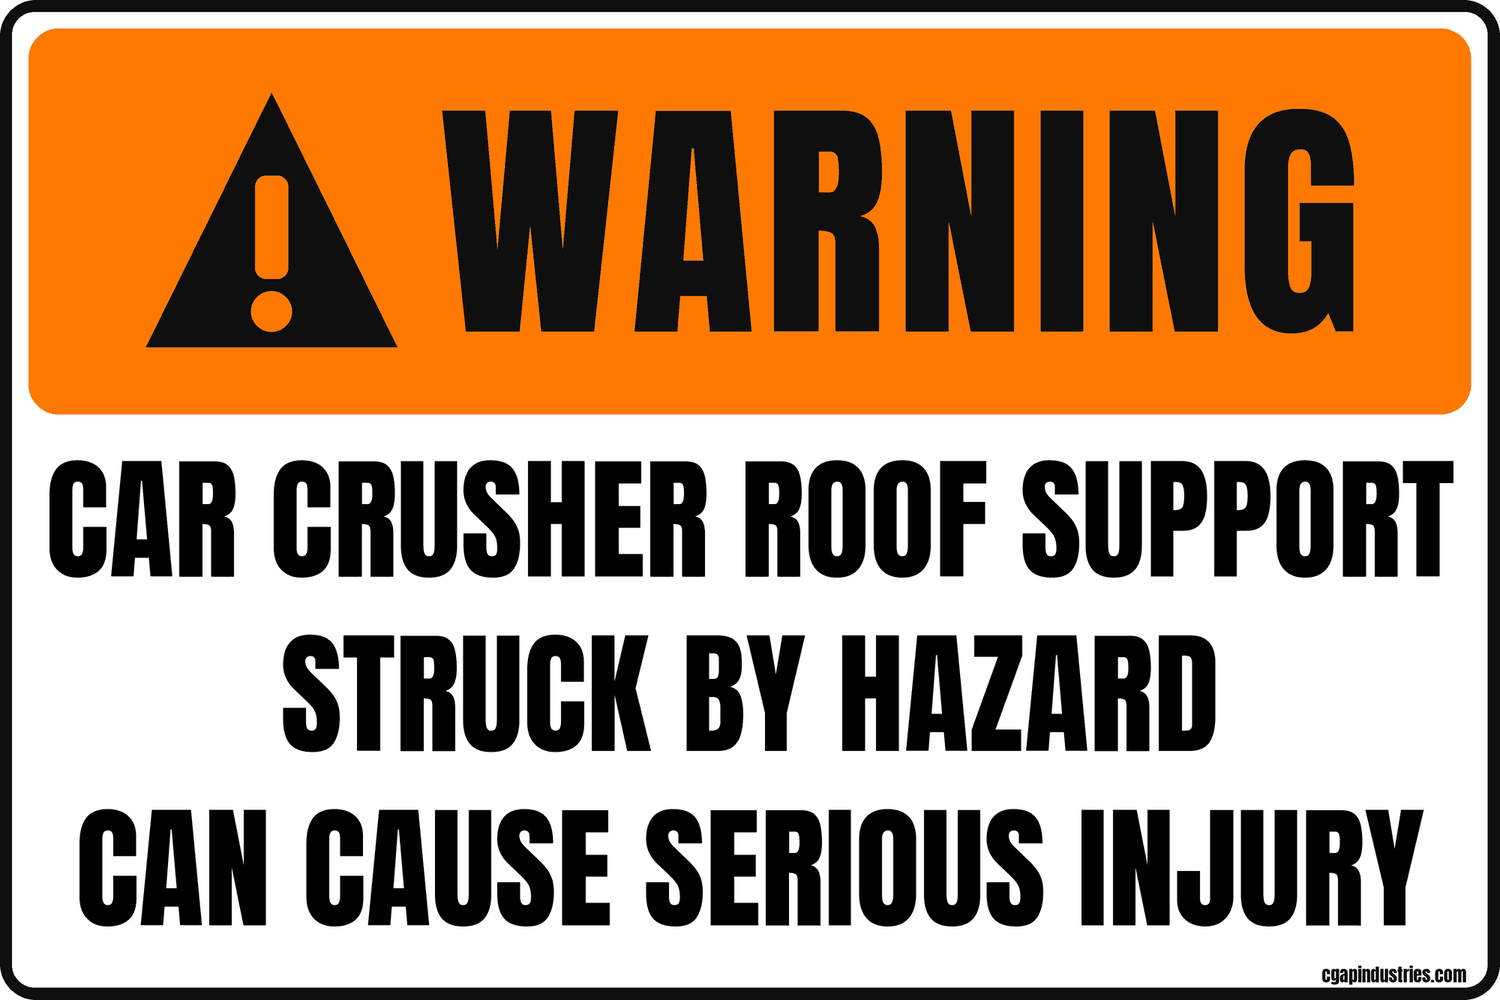 WARNING
CAR CRUSHER ROOF SUPPORT
STRUCK BY HAZARD
CAN CAUSE SERIOUS INJURY
cgapindustries.com